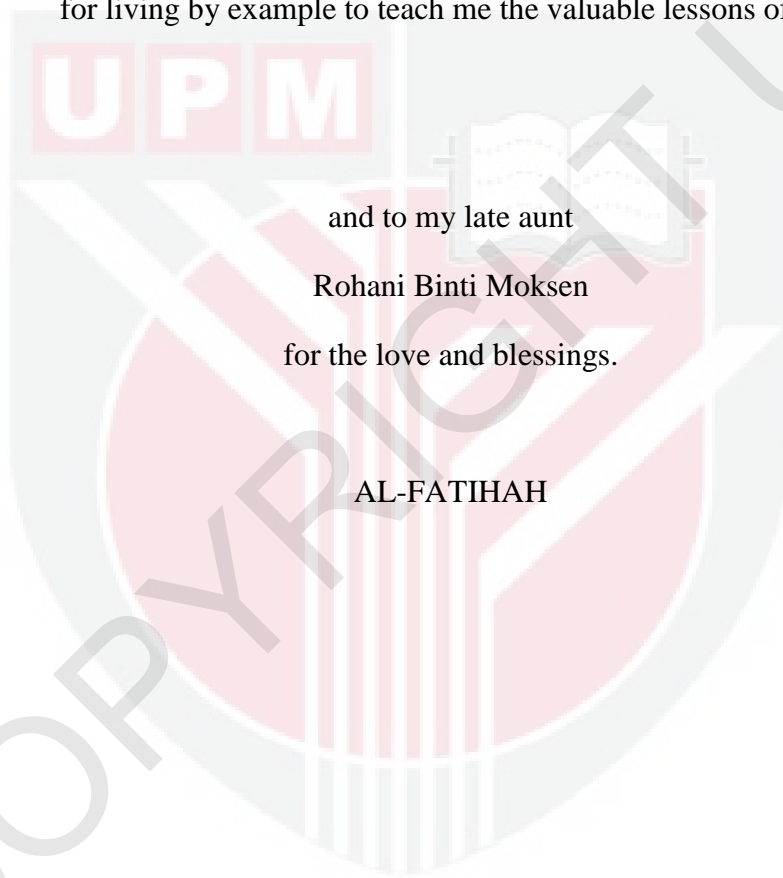 for living by example to teach me the valuable lessons of
UPM
and to my late aunt
Rohani Binti Moksen
for the love and blessings.
AL-FATIHAH
OPYRIGHT U